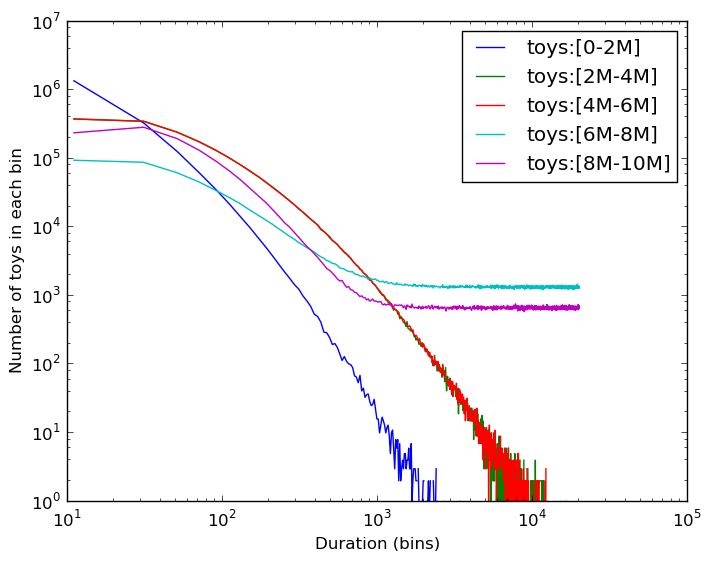 10^7
10^6
10^5
10^4
10^3
10^2
10^1
10^0
Number of toys in each bin
toys:[0-2M]
toys:[2M-4M]
toys:[4M-6M]
toys:[6M-8M]
toys:[8M-10M]
10^1 10^2 10^3 10^4 10^5
Duration (bins)